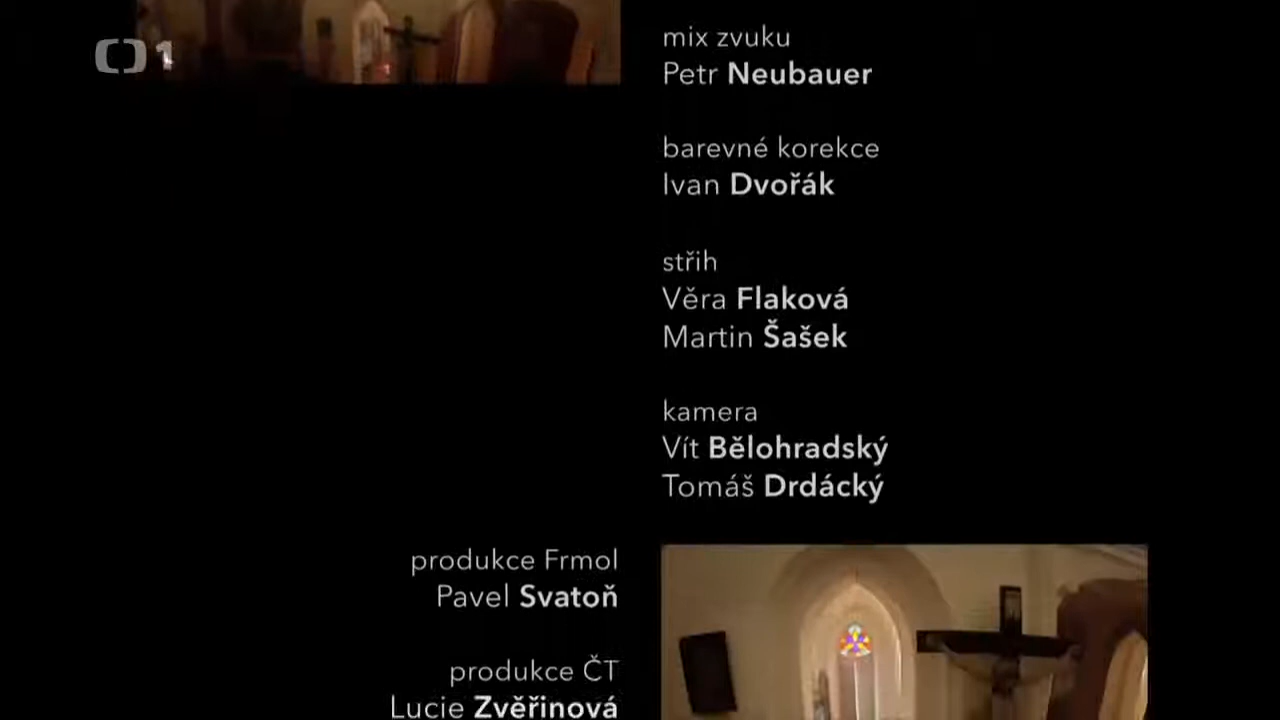 1
mix zvuku
Petr Neubauer
barevné korekce
Ivan Dvořák
střih
Věra Flaková
Martin Šašek
kamera
Vít Bělohradský
Tomáš Drdácký
produkce Frmol
Pavel Svatoň
produkce ČT
Lucie Zvěřinová